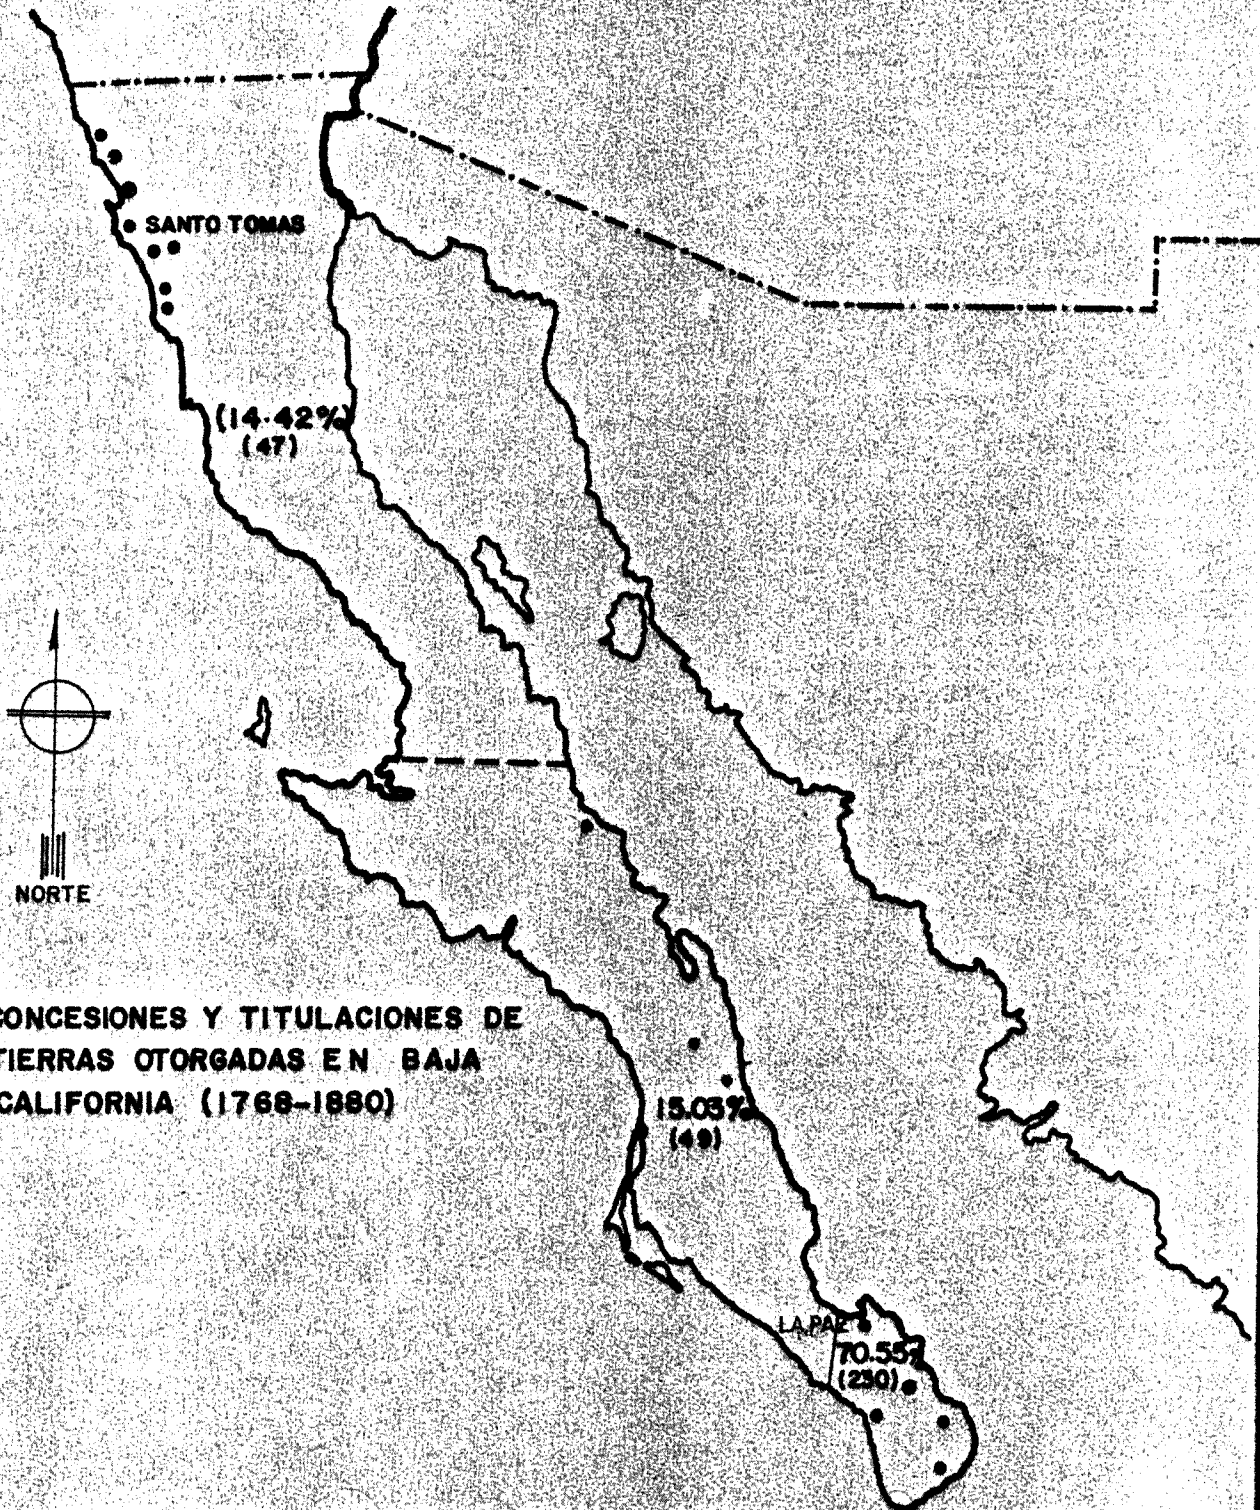 SANTO TOMAS
(14.42%)
(47)
NORTE
CONCESIONES Y TITULACIONES DE
TIERRAS OTORGADAS EN BAJA
CALIFORNIA (1768-1880)
15.03%
(49)
LA PAZ
70.55%
(230)